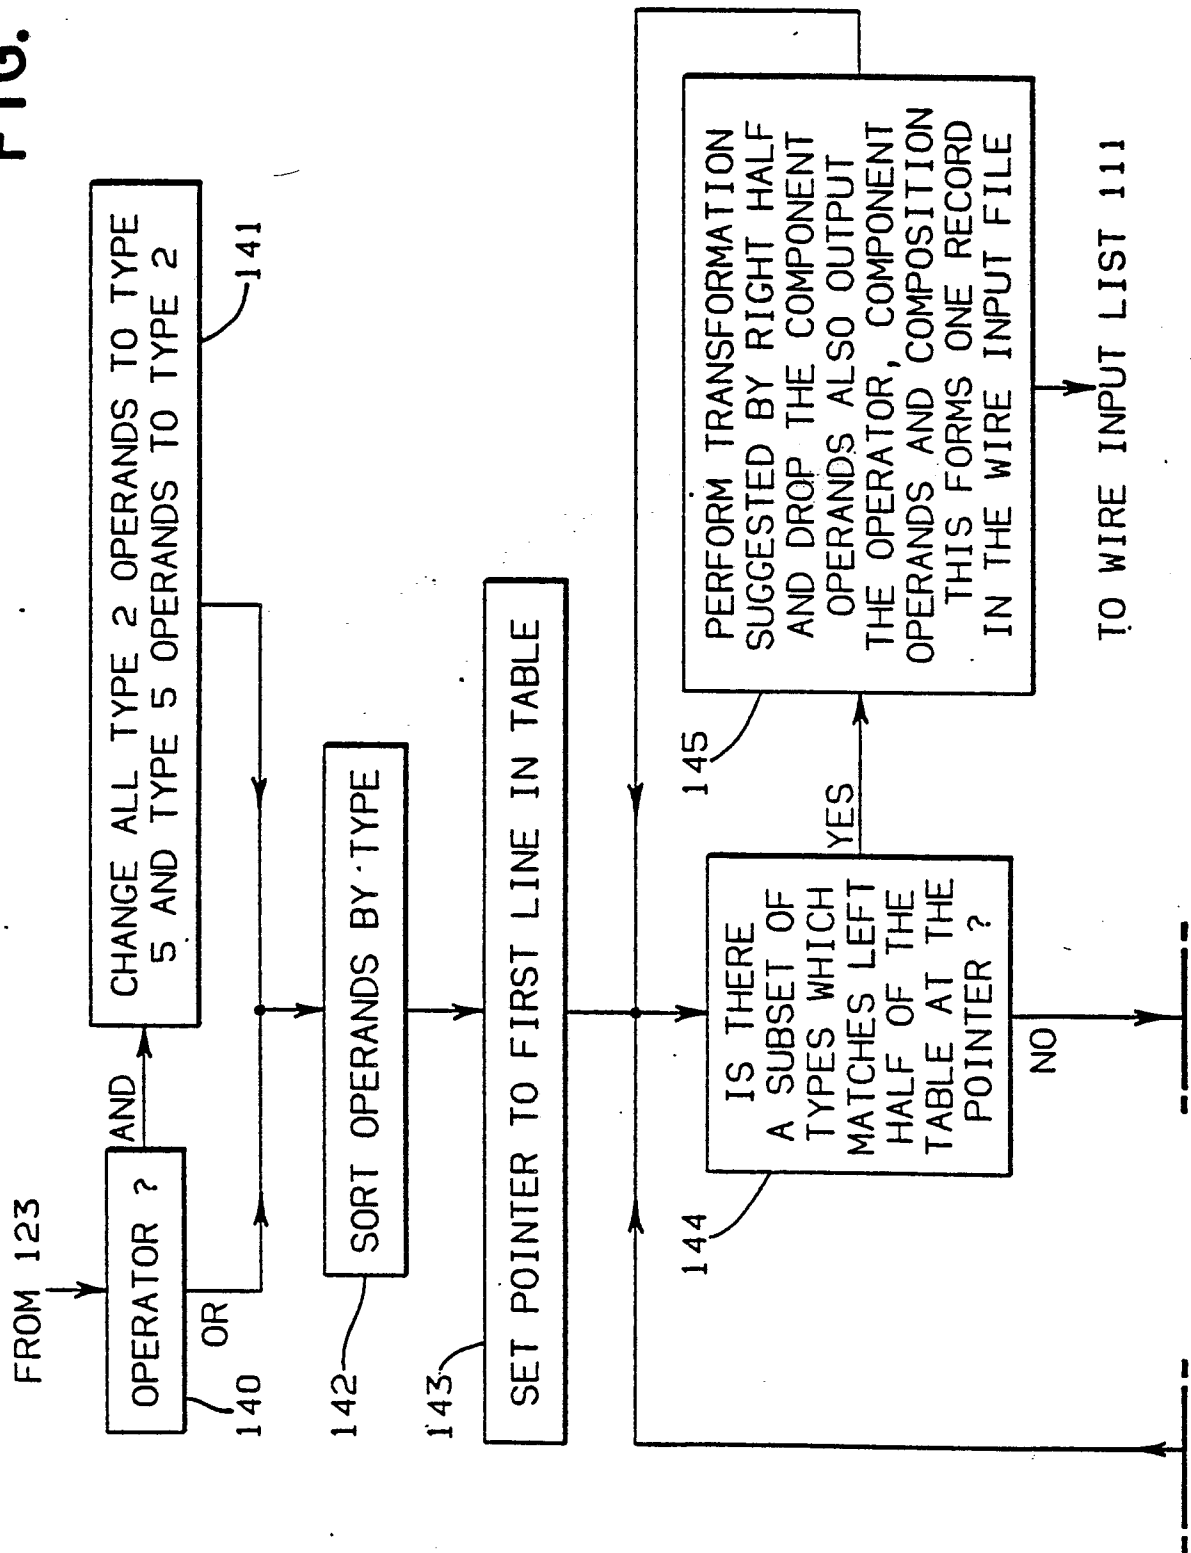 FIG.
FROM 123
OPERATOR ?
AND
OR
140
CHANGE ALL TYPE 2 OPERANDS TO TYPE
5 AND TYPE 5 OPERANDS TO TYPE 2
141
SORT OPERANDS BY TYPE
142
SET POINTER TO FIRST LINE IN TABLE
143
IS THERE
A SUBSET OF
TYPES WHICH
MATCHES LEFT
HALF OF THE
TABLE AT THE
POINTER ?
144
YES
NO
145
PERFORM TRANSFORMATION
SUGGESTED BY RIGHT HALF
AND DROP THE COMPONENT
OPERANDS ALSO OUTPUT
THE OPERATOR, COMPONENT
OPERANDS AND COMPOSITION
THIS FORMS ONE RECORD
IN THE WIRE INPUT FILE
TO WIRE INPUT LIST 111